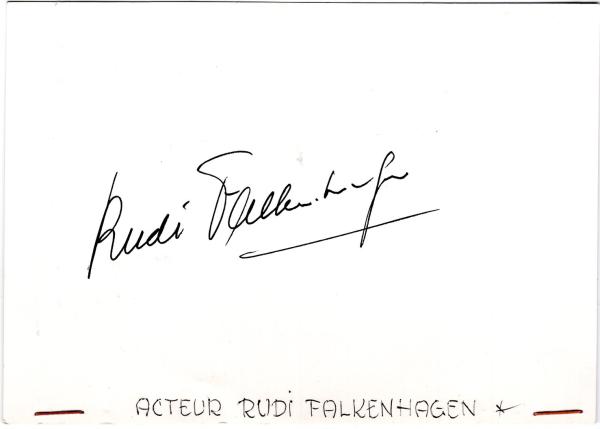 Rudi Falkenhagen
ACTEUR RUDI FALKENHAGEN *